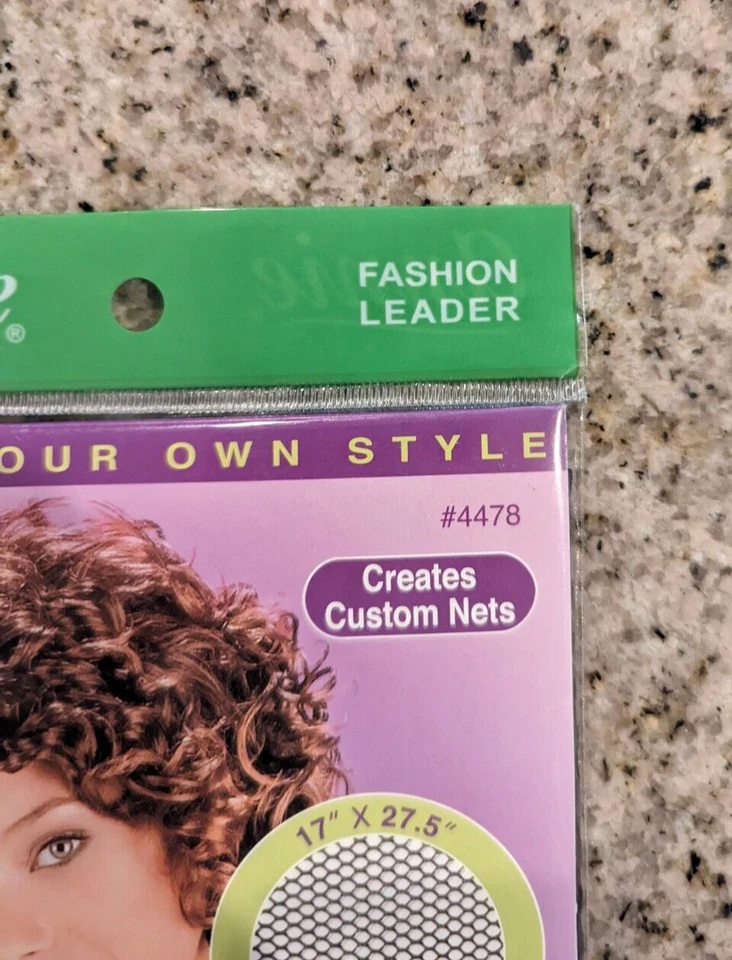 FASHION
LEADER
®
OUR OWN STYLE
#4478
Creates
Custom Nets
17" X 27.5"